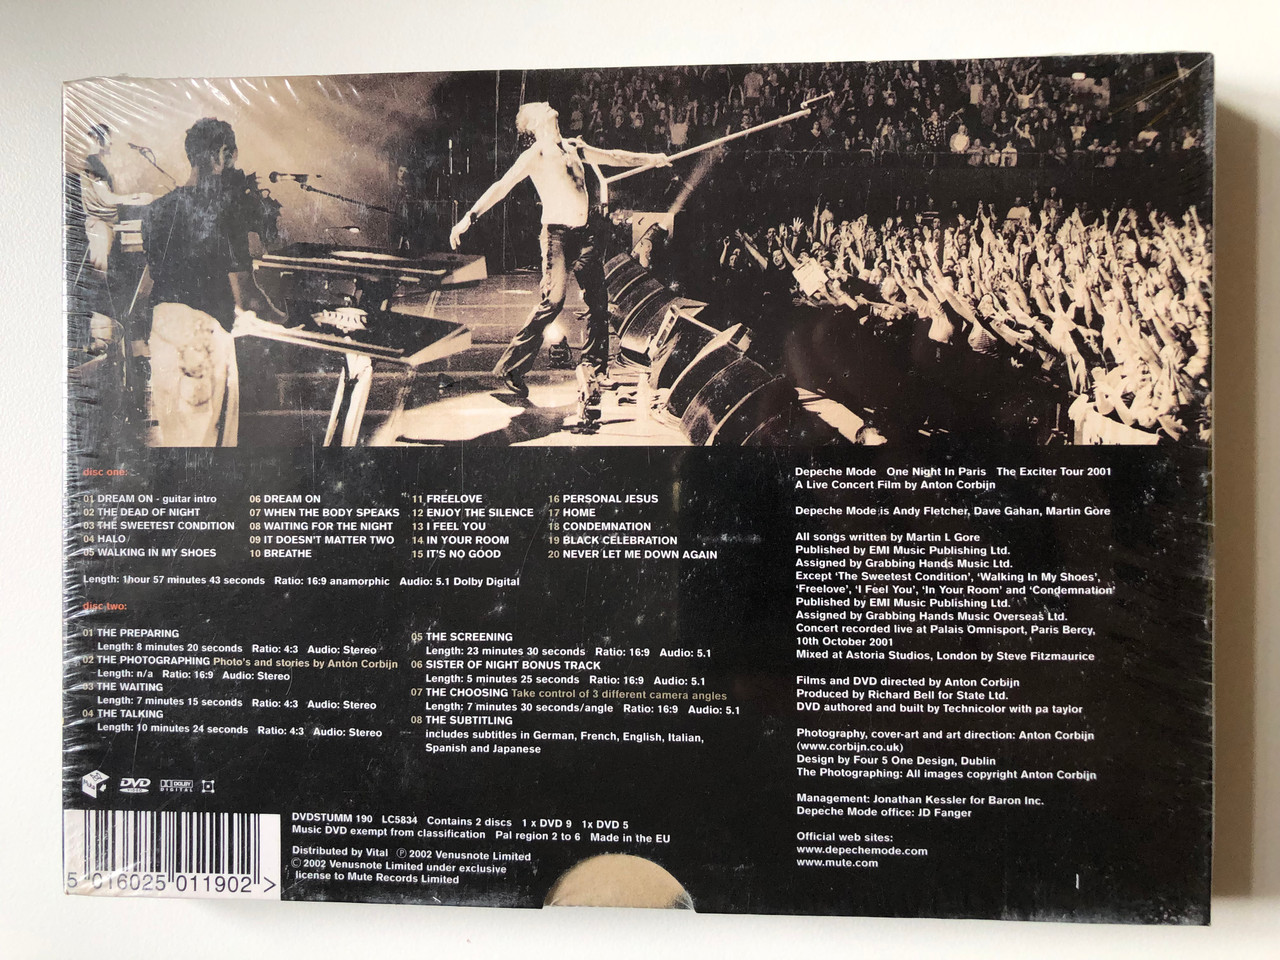 disc one:
01 DREAM ON - guitar intro
02 THE DEAD OF NIGHT
03 THE SWEETEST CONDITION
04 HALO
05 WALKING IN MY SHOES
06 DREAM ON
07 WHEN THE BODY SPEAKS
08 WAITING FOR THE NIGHT
09 IT DOESN'T MATTER TWO
10 BREATHE
11 FREELOVE
12 ENJOY THE SILENCE
13 I FEEL YOU
14 IN YOUR ROOM
15 IT'S NO GOOD
16 PERSONAL JESUS
17 HOME
18 CONDEMNATION
19 BLACK CELEBRATION
20 NEVER LET ME DOWN AGAIN
Length: 1hour 57 minutes 43 seconds Ratio: 16:9 anamorphic Audio: 5.1 Dolby Digital
disc two:
01 THE PREPARING
Length: 8 minutes 20 seconds Ratio: 4:3 Audio: Stereo
02 THE PHOTOGRAPHING Photo's and stories by Anton Corbijn
Length: n/a Ratio: 16:9 Audio: Stereo
03 THE WAITING
Length: 7 minutes 15 seconds Ratio: 4:3 Audio: Stereo
04 THE TALKING
Length: 10 minutes 24 seconds Ratio: 4:3 Audio: Stereo
05 THE SCREENING
Length: 23 minutes 30 seconds Ratio: 16:9 Audio: 5.1
06 SISTER OF NIGHT BONUS TRACK
Length: 5 minutes 25 seconds Ratio: 16:9 Audio: 5.1
07 THE CHOOSING Take control of 3 different camera angles
Length: 7 minutes 30 seconds/angle Ratio: 16:9 Audio: 5.1
08 THE SUBTITLING
includes subtitles in German, French, English, Italian,
Spanish and Japanese
Mute
DVD
VIDEO
DOLBY
DIGITAL
5 016025 011902 >
DVDSTUMM 190 LC5834 Contains 2 discs 1 x DVD 9 1x DVD 5
Music DVD exempt from classification Pal region 2 to 6 Made in the EU
Distributed by Vital ℗ 2002 Venusnote Limited
© 2002 Venusnote Limited under exclusive
license to Mute Records Limited
Depeche Mode One Night In Paris The Exciter Tour 2001
A Live Concert Film by Anton Corbijn
Depeche Mode is Andy Fletcher, Dave Gahan, Martin Gore
All songs written by Martin L Gore
Published by EMI Music Publishing Ltd.
Assigned by Grabbing Hands Music Ltd.
Except 'The Sweetest Condition', 'Walking In My Shoes',
'Freelove', 'I Feel You', 'In Your Room' and 'Condemnation'
Published by EMI Music Publishing Ltd.
Assigned by Grabbing Hands Music Overseas Ltd.
Concert recorded live at Palais Omnisport, Paris Bercy,
10th October 2001
Mixed at Astoria Studios, London by Steve Fitzmaurice
Films and DVD directed by Anton Corbijn
Produced by Richard Bell for State Ltd.
DVD authored and built by Technicolor with pa taylor
Photography, cover-art and art direction: Anton Corbijn
(www.corbijn.co.uk)
Design by Four 5 One Design, Dublin
The Photographing: All images copyright Anton Corbijn
Management: Jonathan Kessler for Baron Inc.
Depeche Mode office: JD Fanger
Official web sites:
www.depechemode.com
www.mute.com